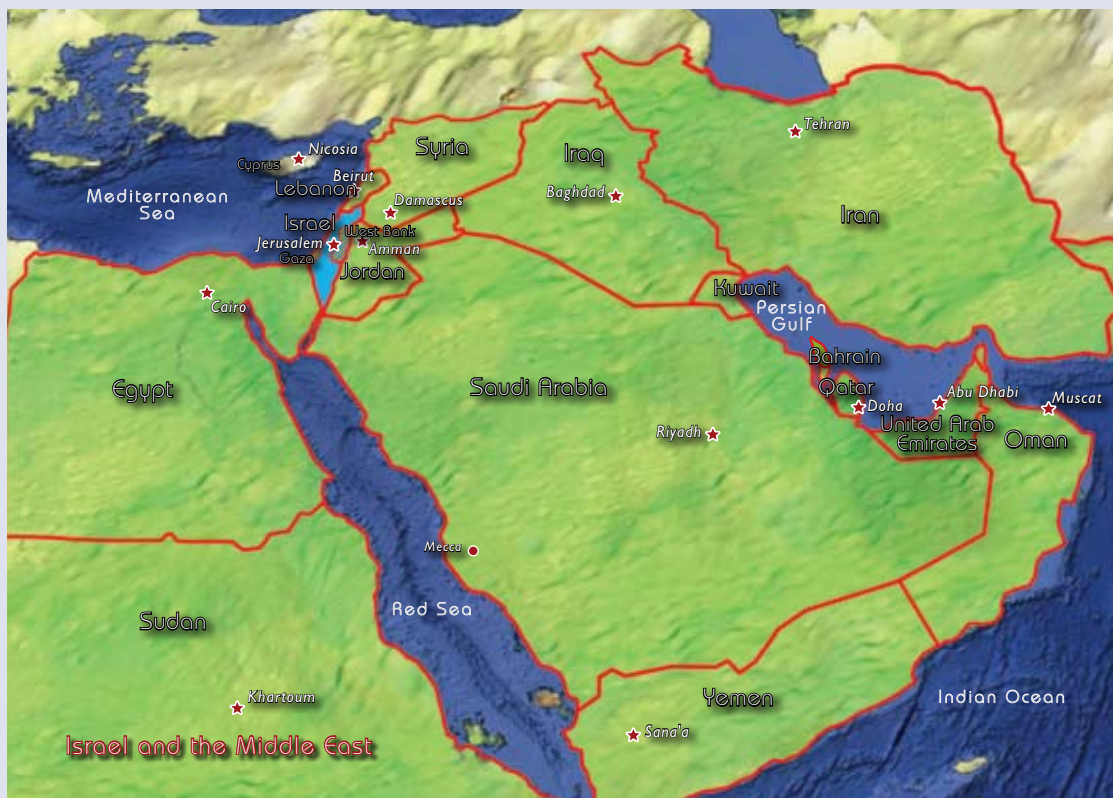 Tehran
Nicosia
Cyprus
Syria
Iraq
Beirut
Lebanon
Baghdad
Mediterranean
Sea
Damascus
Iran
Israel
West Bank
Jerusalem
Amman
Gaza
Jordan
Kuwait
Cairo
Persian
Gulf
Bahrain
Egypt
Saudi Arabia
Qatar
Abu Dhabi
Muscat
Doha
United Arab
Emirates
Riyadh
Oman
Mecca
Red Sea
Sudan
Khartoum
Yemen
Indian Ocean
Sana'a
Israel and the Middle East